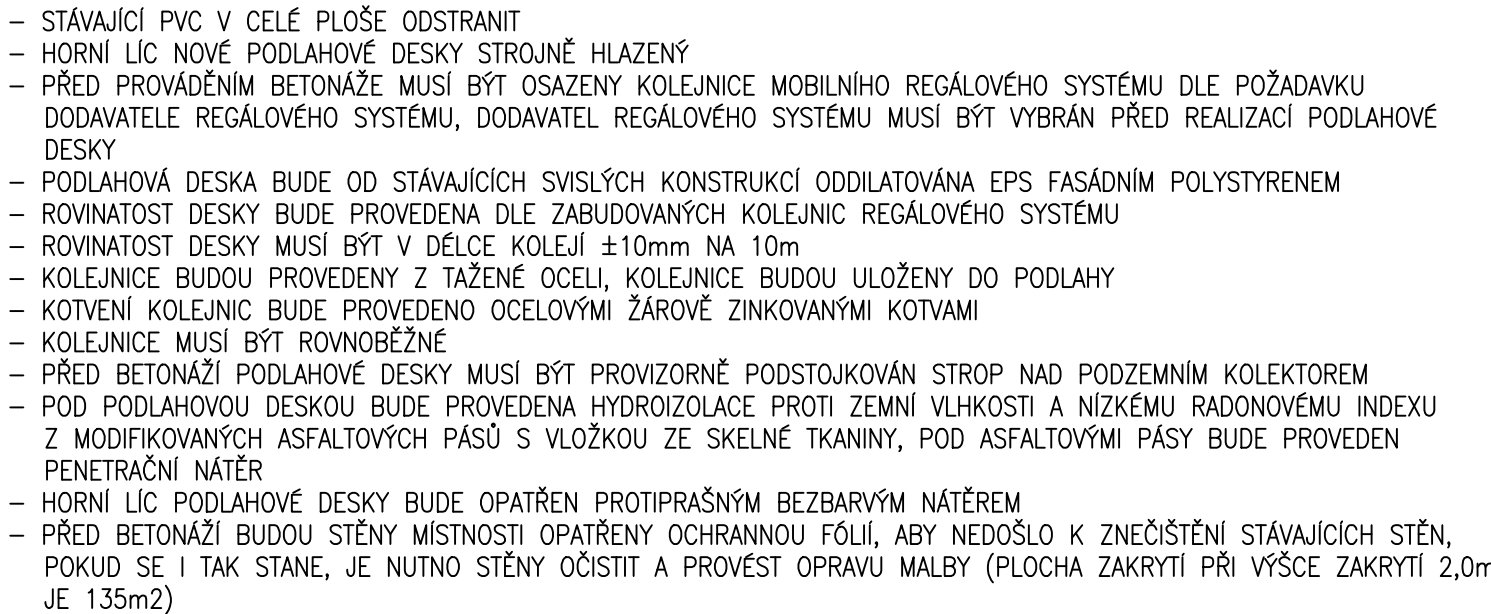 – STÁVAJÍCÍ PVC V CELÉ PLOŠE ODSTRANIT
– HORNÍ LÍC NOVÉ PODLAHOVÉ DESKY STROJNĚ HLAZENÝ
– PŘED PROVÁDĚNÍM BETONÁŽE MUSÍ BÝT OSAZENY KOLEJNICE MOBILNÍHO REGÁLOVÉHO SYSTÉMU DLE POŽADAVKU
DODAVATELE REGÁLOVÉHO SYSTÉMU, DODAVATEL REGÁLOVÉHO SYSTÉMU MUSÍ BÝT VYBRÁN PŘED REALIZACÍ PODLAHOVÉ
DESKY
– PODLAHOVÁ DESKA BUDE OD STÁVAJÍCÍCH SVISLÝCH KONSTRUKCÍ ODDILATOVÁNA EPS FASÁDNÍM POLYSTYRENEM
– ROVINATOST DESKY BUDE PROVEDENA DLE ZABUDOVANÝCH KOLEJNIC REGÁLOVÉHO SYSTÉMU
– ROVINATOST DESKY MUSÍ BÝT V DÉLCE KOLEJÍ ±10mm NA 10m
– KOLEJNICE BUDOU PROVEDENY Z TAŽENÉ OCELI, KOLEJNICE BUDOU ULOŽENY DO PODLAHY
– KOTVENÍ KOLEJNIC BUDE PROVEDENO OCELOVÝMI ŽÁROVĚ ZINKOVANÝMI KOTVAMI
– KOLEJNICE MUSÍ BÝT ROVNOBĚŽNÉ
– PŘED BETONÁŽÍ PODLAHOVÉ DESKY MUSÍ BÝT PROVIZORNĚ PODSTOJKOVÁN STROP NAD PODZEMNÍM KOLEKTOREM
– POD PODLAHOVOU DESKOU BUDE PROVEDENA HYDROIZOLACE PROTI ZEMNÍ VLHKOSTI A NÍZKÉMU RADONOVÉMU INDEXU
Z MODIFIKOVANÝCH ASFALTOVÝCH PÁSŮ S VLOŽKOU ZE SKELNÉ TKANINY, POD ASFALTOVÝMI PÁSY BUDE PROVEDEN
PENETRAČNÍ NÁTĚR
– HORNÍ LÍC PODLAHOVÉ DESKY BUDE OPATŘEN PROTIPRAŠNÝM BEZBARVÝM NÁTĚREM
– PŘED BETONÁŽÍ BUDOU STĚNY MÍSTNOSTI OPATŘENY OCHRANNOU FÓLIÍ, ABY NEDOŠLO K ZNEČIŠTĚNÍ STÁVAJÍCÍCH STĚN,
POKUD SE I TAK STANE, JE NUTNO STĚNY OČISTIT A PROVÉST OPRAVU MALBY (PLOCHA ZAKRYTÍ PŘI VÝŠCE ZAKRYTÍ 2,0m
JE 135m2)